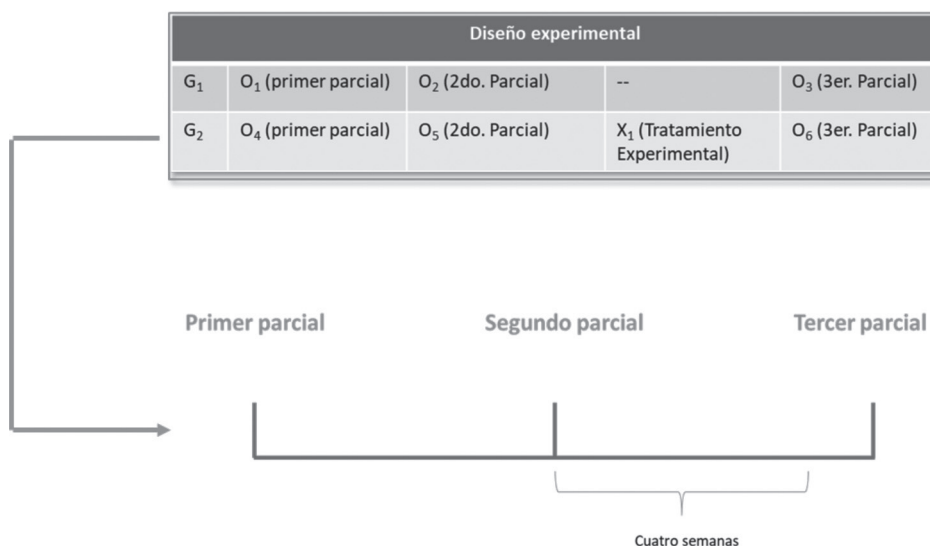 Diseño experimental
G₁ O₁ (primer parcial) O₂ (2do. Parcial) -- O₃ (3er. Parcial)
G₂ O₄ (primer parcial) O₅ (2do. Parcial) X₁ (Tratamiento Experimental) O₆ (3er. Parcial)
Primer parcial Segundo parcial Tercer parcial
Cuatro semanas